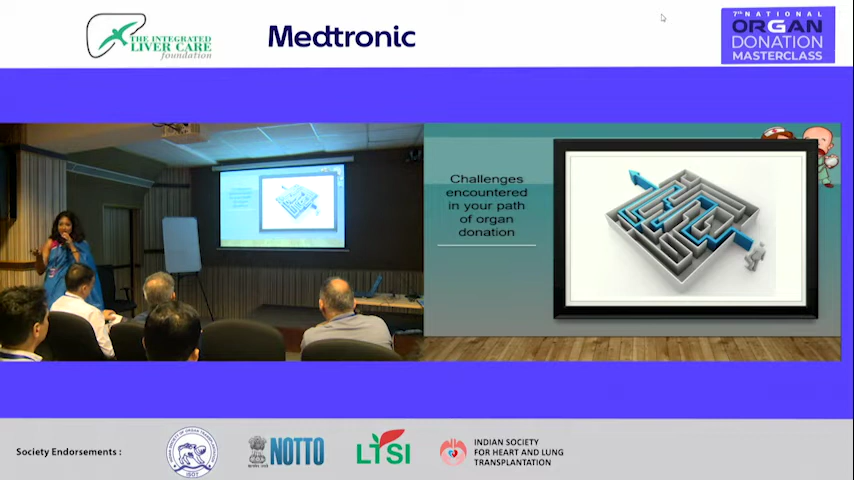 THE INTEGRATED
LIVER CARE
foundation
Medtronic
7TH NATIONAL
ORGAN
DONATION
MASTERCLASS
Challenges
encountered
in your path
of organ
donation
Society Endorsements :
ISOT
NOTTO
LTSI
INDIAN SOCIETY
FOR HEART AND LUNG
TRANSPLANTATION